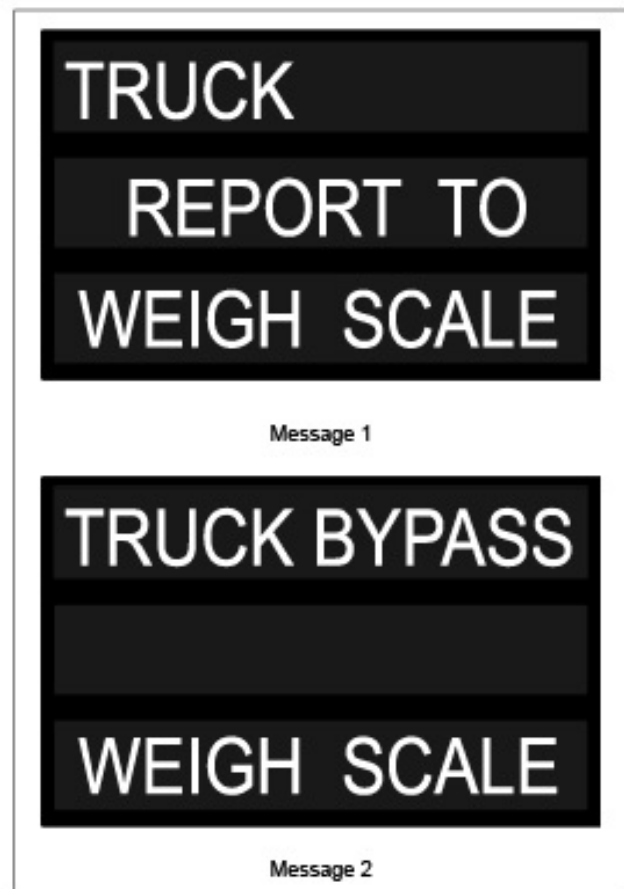 TRUCK
REPORT TO
WEIGH SCALE
Message 1
TRUCK BYPASS
WEIGH SCALE
Message 2